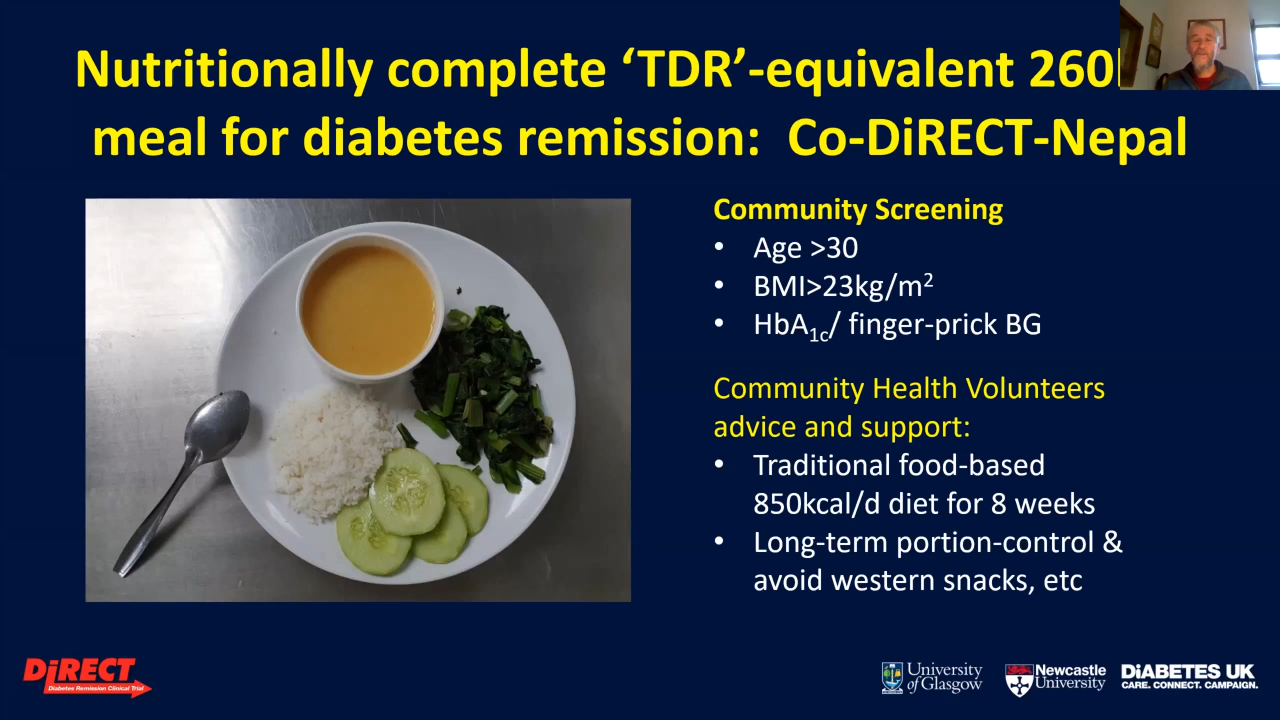 Nutritionally complete ‘TDR’-equivalent 260
meal for diabetes remission:  Co-DiRECT-Nepal
Community Screening
• Age >30
• BMI>23kg/m²
• HbA₁c/ finger-prick BG
Community Health Volunteers
advice and support:
• Traditional food-based
850kcal/d diet for 8 weeks
• Long-term portion-control &
avoid western snacks, etc
DiRECT
Diabetes Remission Clinical Trial
University
of Glasgow
Newcastle
University
DiABETES UK
CARE. CONNECT. CAMPAIGN.